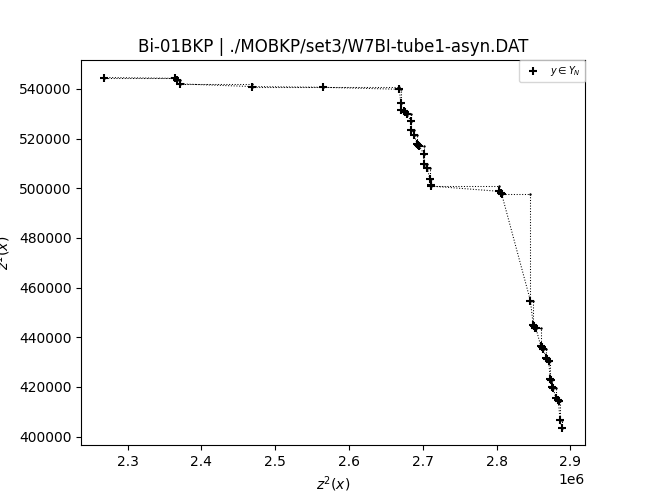 Bi-01BKP | ./MOBKP/set3/W7BI-tube1-asyn.DAT
y ∈ Y_N
540000
520000
500000
480000
460000
440000
420000
400000
2.3 2.4 2.5 2.6 2.7 2.8 2.9
1e6
z²(x)